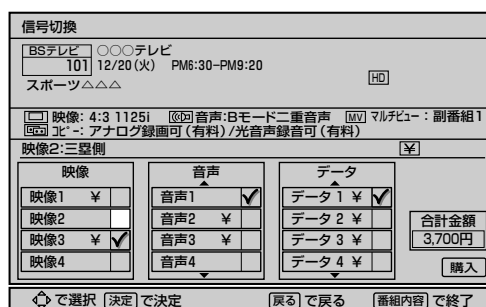 信号切換
BSテレビ ○○○テレビ
101 12/20(火) PM6:30-PM9:20
スポーツ△△△ HD
映像: 4:3 1125i 音声:Bモード二重音声 MV マルチビュー:副番組1
コピー: アナログ録画可(有料)/光音声録音可(有料)
映像2:三塁側 ¥
映像 音声 データ
映像1 ¥ 音声1 ✓ データ 1 ¥ ✓
映像2 音声2 ¥ データ 2 ¥ 合計金額
映像3 ¥ ✓ 音声3 ¥ データ 3 ¥ 3,700円
映像4 音声4 データ 4 ¥ 購入
で選択 決定 で決定 戻る で戻る 番組内容 で終了